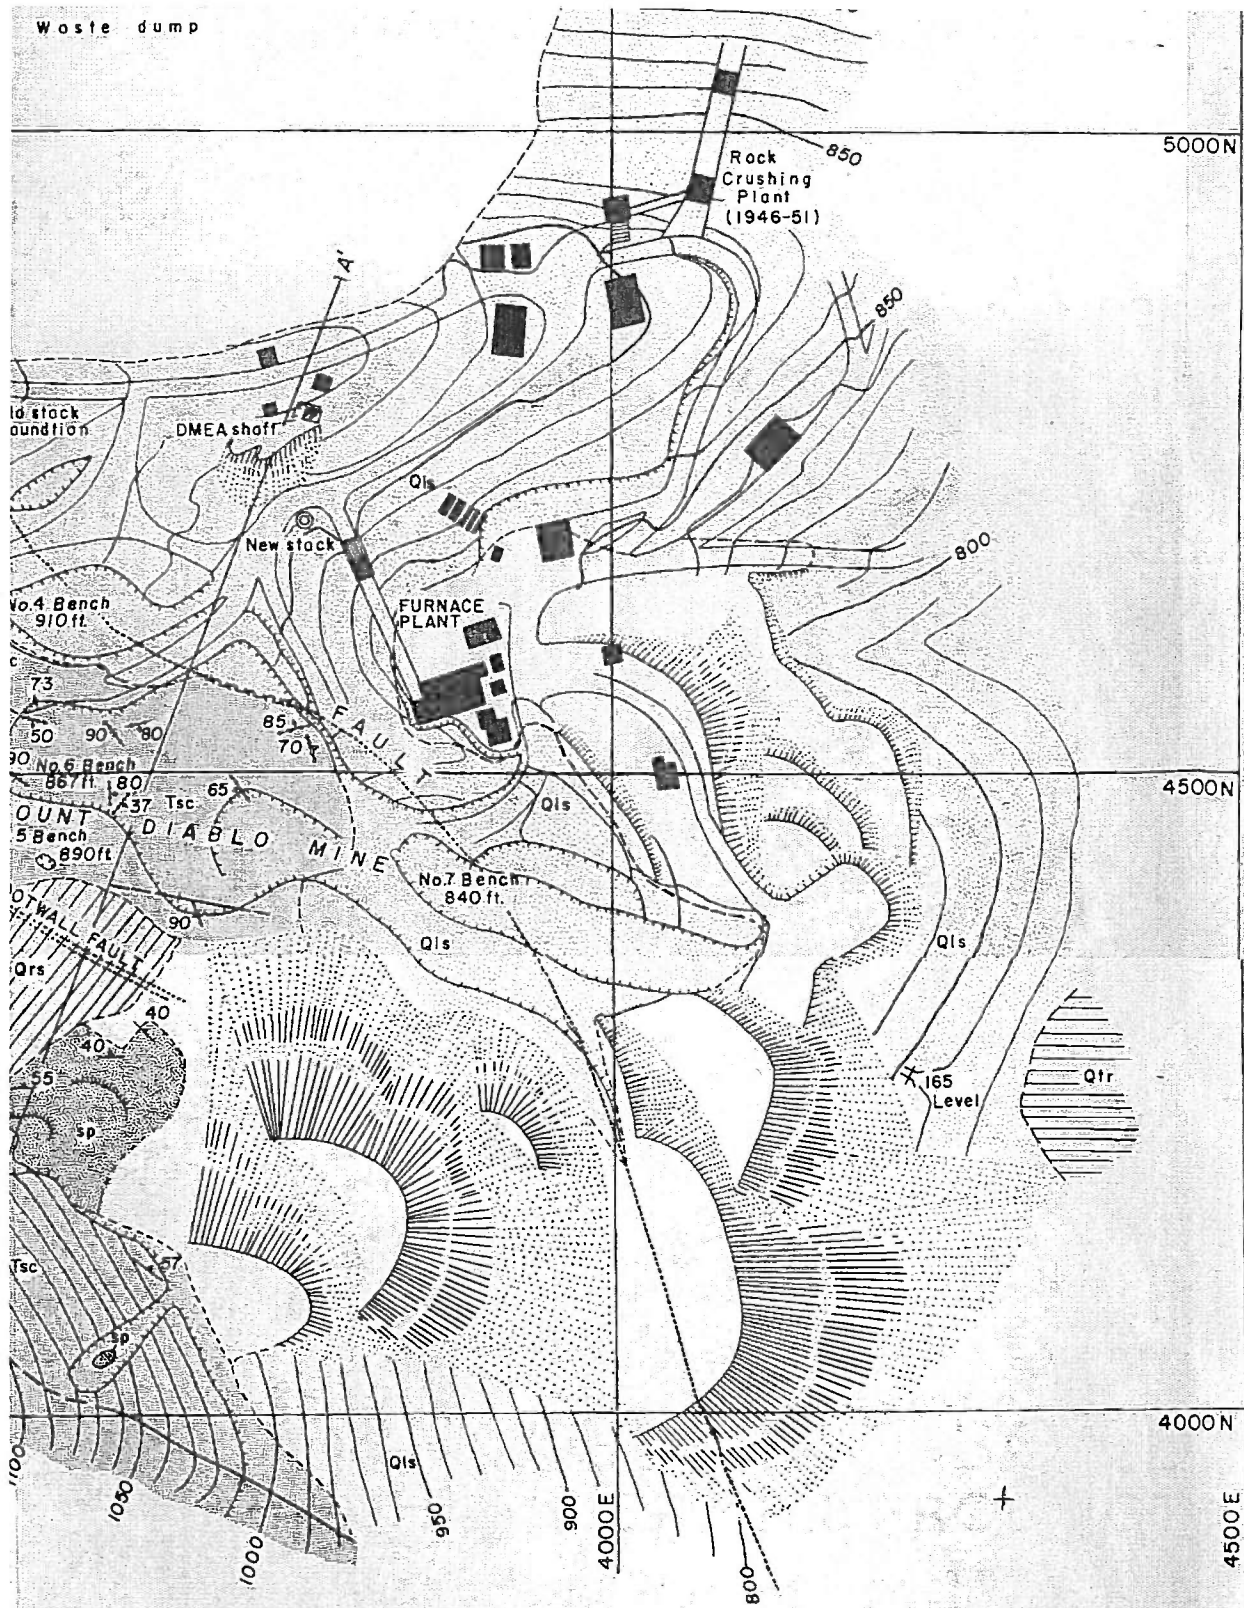 Waste dump
5000N
850
Rock
Crushing
Plant
(1946-51)
A'
850
ld stack
oundtion
DMEA shaft
Qls
New stack
800
No.4 Bench
910 ft.
FURNACE
PLANT
c
73
50
90
80
85
70
FAULT
90
No.6 Bench
867 ft.
80
37
65
Tsc
Qls
4500N
OUNT DIABLO MINE
5 Bench
890 ft.
No.7 Bench
840 ft.
90
OTWALL FAULT
Qls
Qls
Qrs
40
40
55
165
Level
Qtr
sp
Tsc
67
sp
4000N
Qls
1100
1050
1000
950
900
4000E
800
4500E